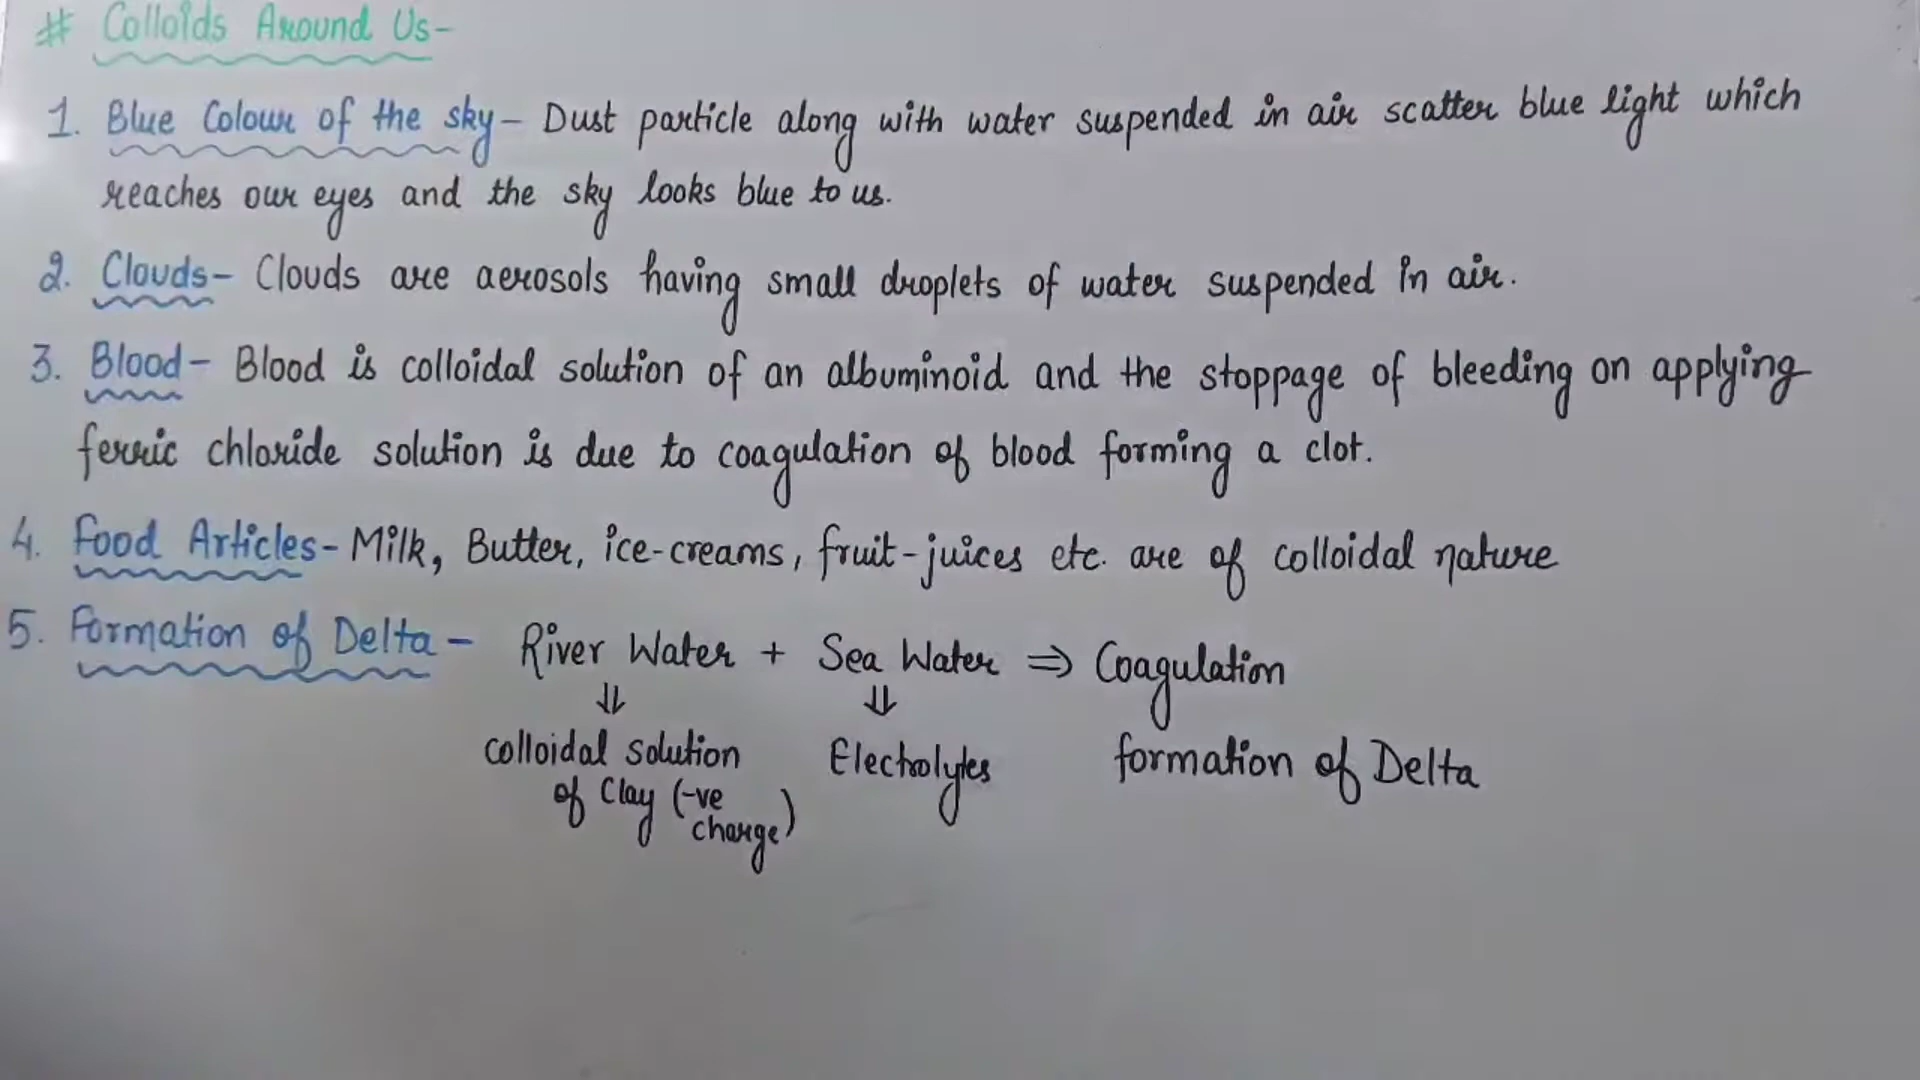 # Colloids Around Us-
1. Blue Colour of the sky- Dust particle along with water suspended in air scatter blue light which
reaches our eyes and the sky looks blue to us.
2. Clouds- Clouds are aerosols having small droplets of water suspended in air.
3. Blood- Blood is colloidal solution of an albuminoid and the stoppage of bleeding on applying
ferric chloride solution is due to coagulation of blood forming a clot.
4. Food Articles- Milk, Butter, ice-creams, fruit-juices etc. are of colloidal nature
5. Formation of Delta - River Water + Sea Water ⇒ Coagulation
⇓ ⇓
colloidal solution Electrolytes formation of Delta
of Clay (-ve
charge)